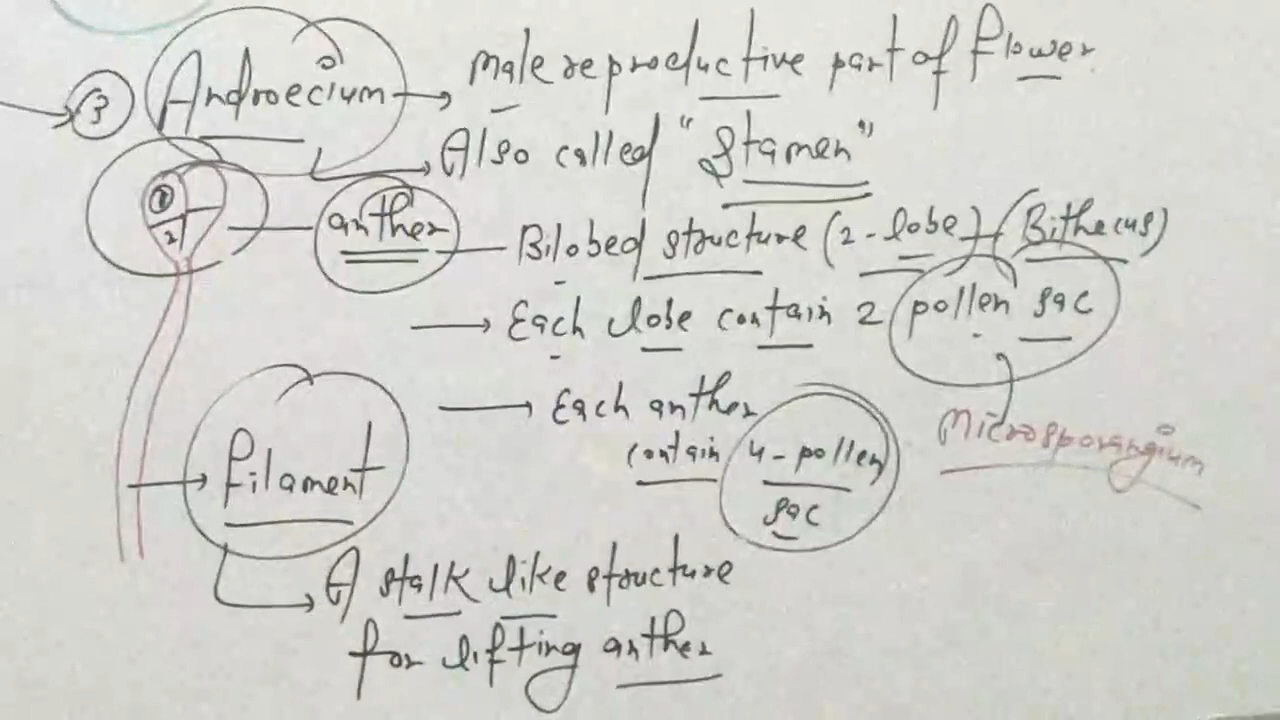 3 Androecium → male reproductive part of flower.
→ Also called "Stamen"
1
2
anther — Bilobed structure (2-lobe) (Bithecus)
→ Each lobe contain 2 pollen sac
→ Each anther
contain 4-pollen
sac
Microsporangium
→ filament
→ A stalk like structure
for lifting anther